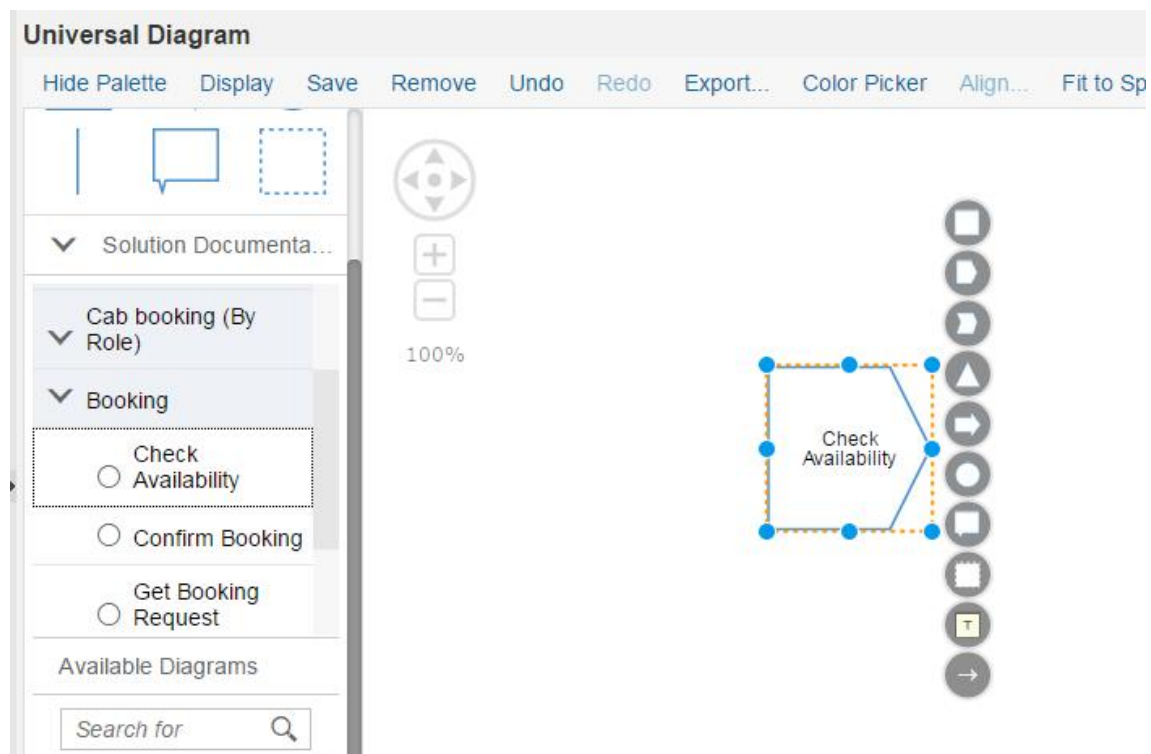 Universal Diagram
Hide Palette Display Save Remove Undo Redo Export... Color Picker Align... Fit to Sp
Solution Documenta...
Cab booking (By
Role)
Booking
Check
Availability
Confirm Booking
Get Booking
Request
Available Diagrams
Search for
100%
Check
Availability
T